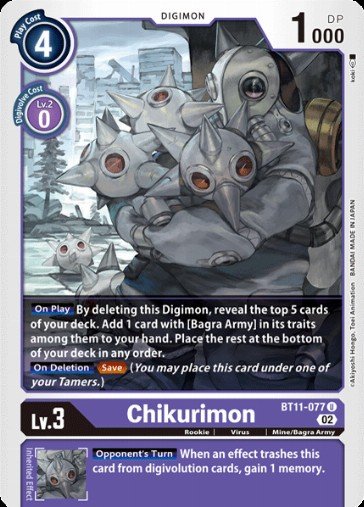 Play Cost
4
DIGIMON
DP
1000
Digivolve Cost
Lv.2
0
koki
©Akiyoshi Hongo, Toei Animation BANDAI MADE IN JAPAN
On Play By deleting this Digimon, reveal the top 5 cards
of your deck. Add 1 card with [Bagra Army] in its traits
among them to your hand. Place the rest at the bottom
of your deck in any order.
On Deletion Save (You may place this card under one of
your Tamers.)
Lv.3
Chikurimon
BT11-077 U
02
Rookie Virus Mine/Bagra Army
Inherited Effect
Opponent's Turn When an effect trashes this
card from digivolution cards, gain 1 memory.